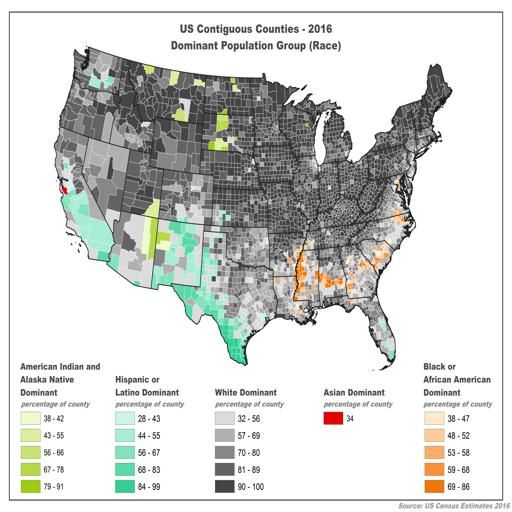 US Contiguous Counties - 2016
Dominant Population Group (Race)
American Indian and
Alaska Native
Dominant
percentage of county
38 - 42
43 - 55
56 - 66
67 - 78
79 - 91
Hispanic or
Latino Dominant
percentage of county
28 - 43
44 - 55
56 - 67
68 - 83
84 - 99
White Dominant
percentage of county
32 - 56
57 - 69
70 - 80
81 - 89
90 - 100
Asian Dominant
percentage of county
34
Black or
African American
Dominant
percentage of county
38 - 47
48 - 52
53 - 58
59 - 68
69 - 86
Source: US Census Estimates 2016